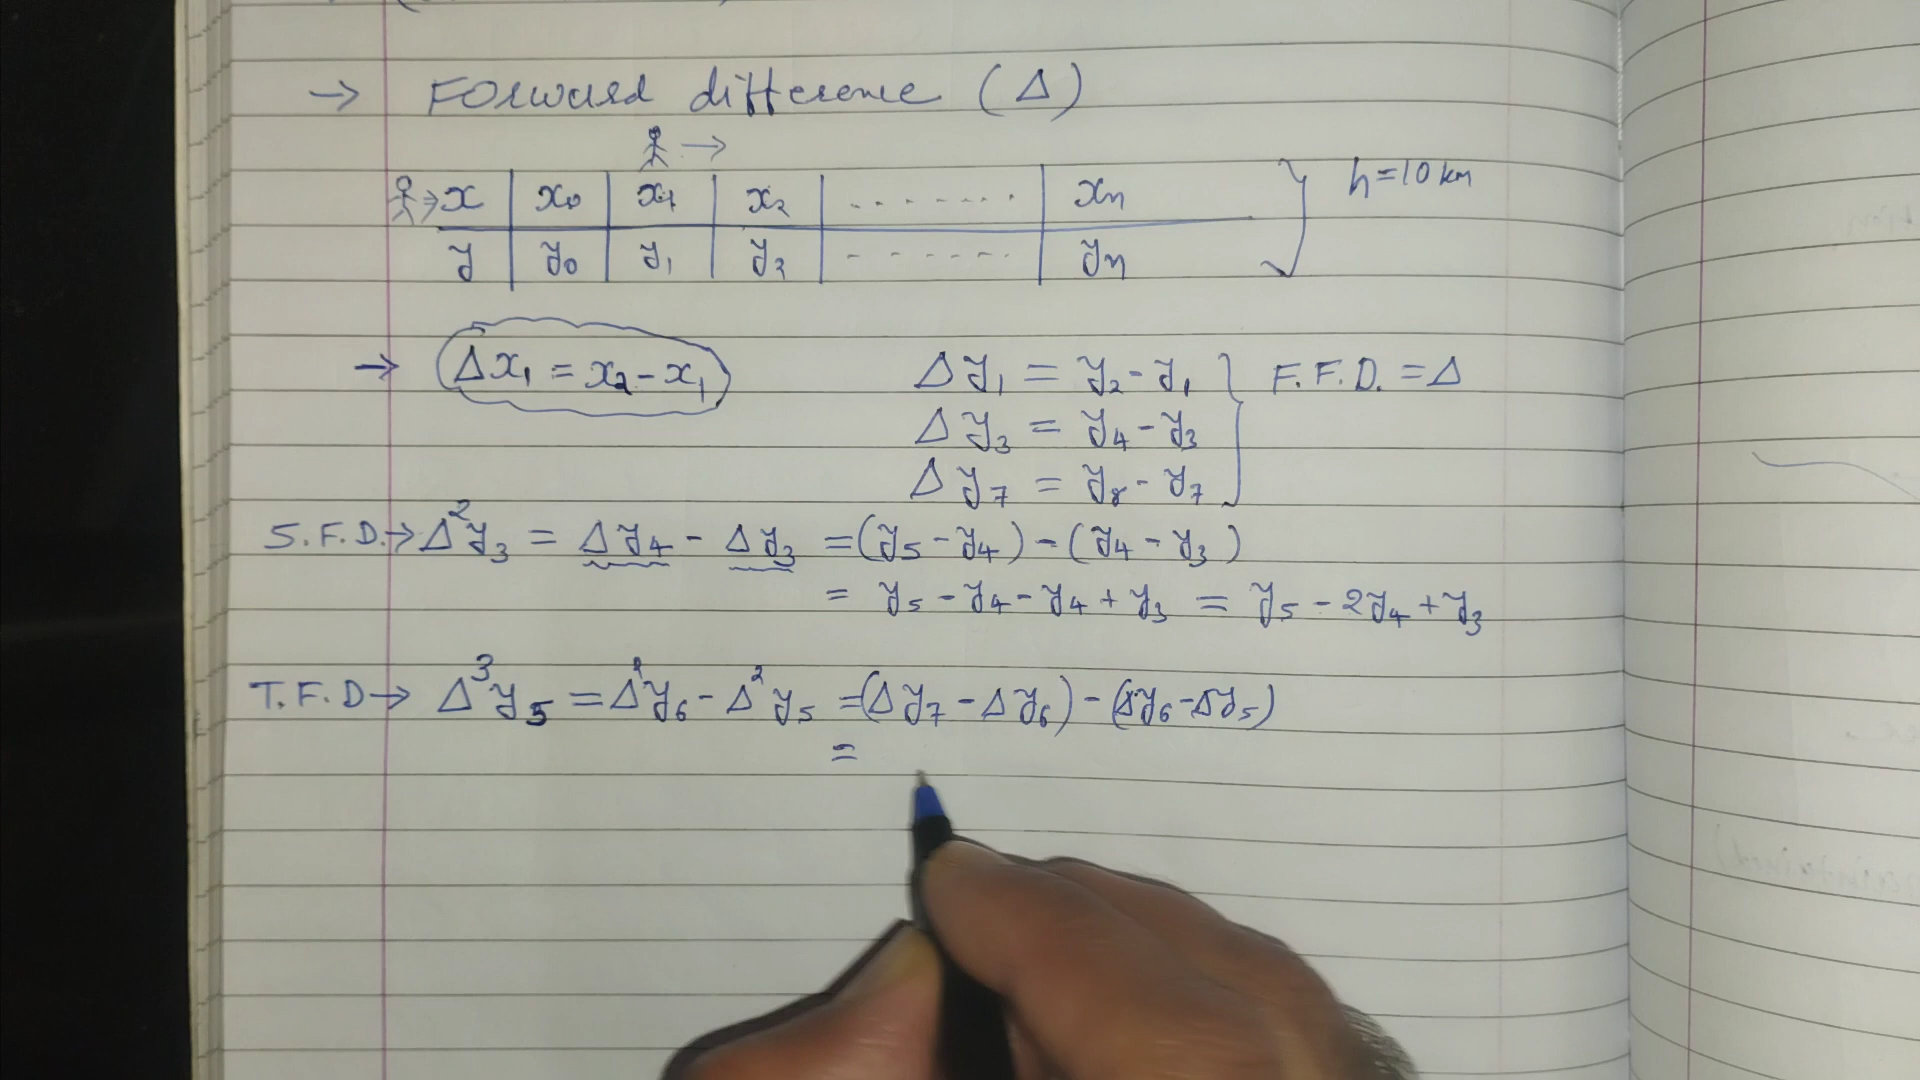 → Forward difference (Δ)
→
→ x | x₀ | x₁ | x₂ | ....... | xₙ } h = 10 km
y | y₀ | y₁ | y₂ | - - - - - - | yₙ
→ Δx₁ = x₂ - x₁ Δy₁ = y₂ - y₁ } F.F.D. = Δ
Δy₃ = y₄ - y₃
Δy₇ = y₈ - y₇
S.F.D. → Δ²y₃ = Δy₄ - Δy₃ = (y₅ - y₄) - (y₄ - y₃)
= y₅ - y₄ - y₄ + y₃ = y₅ - 2y₄ + y₃
T.F.D → Δ³y₅ = Δ²y₆ - Δ²y₅ = (Δy₇ - Δy₆) - (Δy₆ - Δy₅)
=